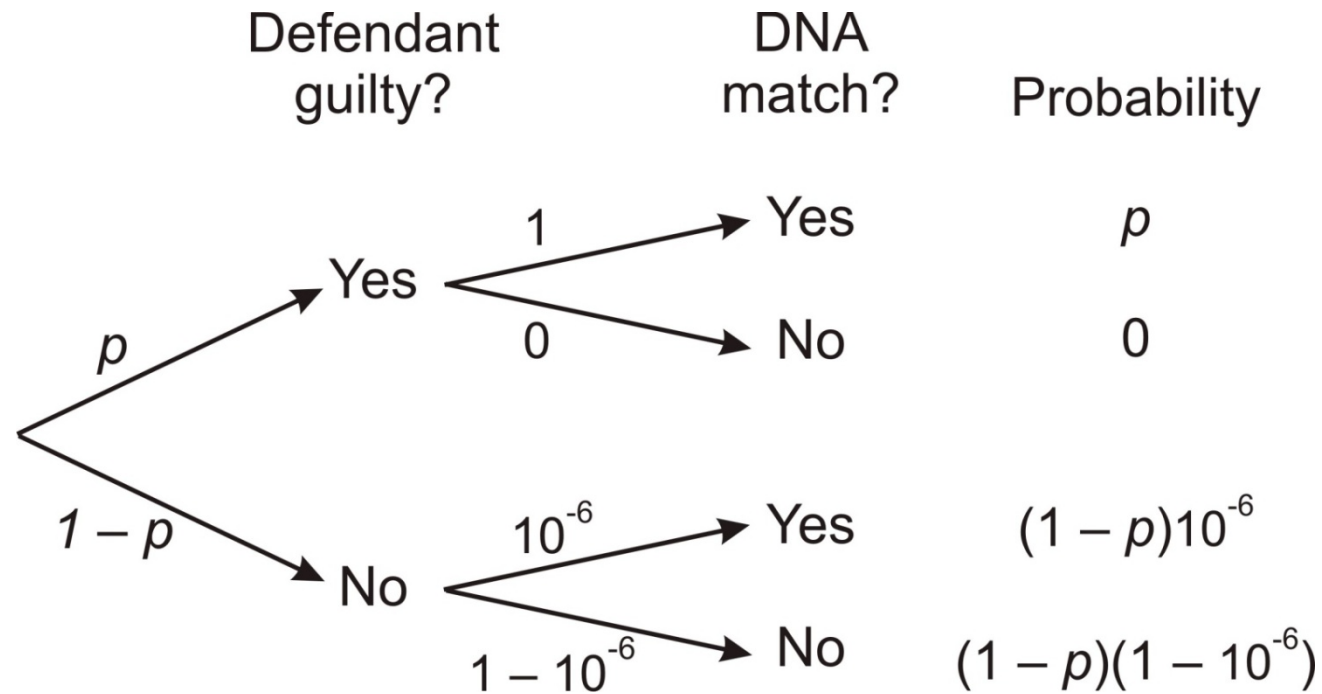 Defendant guilty?
DNA match?
Probability
p
1 – p
Yes
No
1
0
Yes
No
p
0
10⁻⁶
1 – 10⁻⁶
Yes
No
(1 – p)10⁻⁶
(1 – p)(1 – 10⁻⁶)